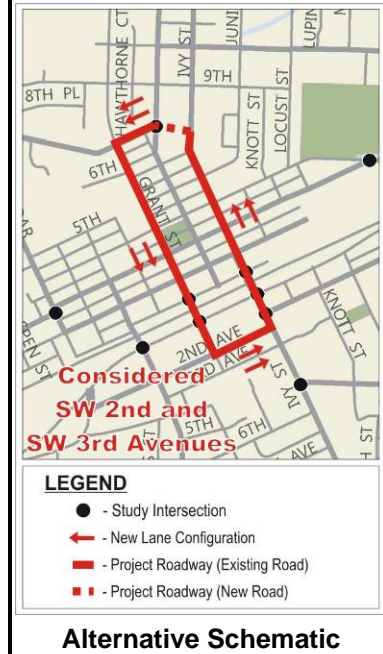 HAWTHORNE CT
IVY ST
JUNI
LUPIN
8TH PL
9TH
KNOTT ST
LOCUST ST
6TH
GRANT ST
5TH
KNOTT ST
2ND AVE
D AVE
IVY ST
5TH
6TH
AVE
ALT ST
Considered
SW 2nd and
SW 3rd Avenues
LEGEND
- Study Intersection
- New Lane Configuration
- Project Roadway (Existing Road)
- Project Roadway (New Road)
Alternative Schematic